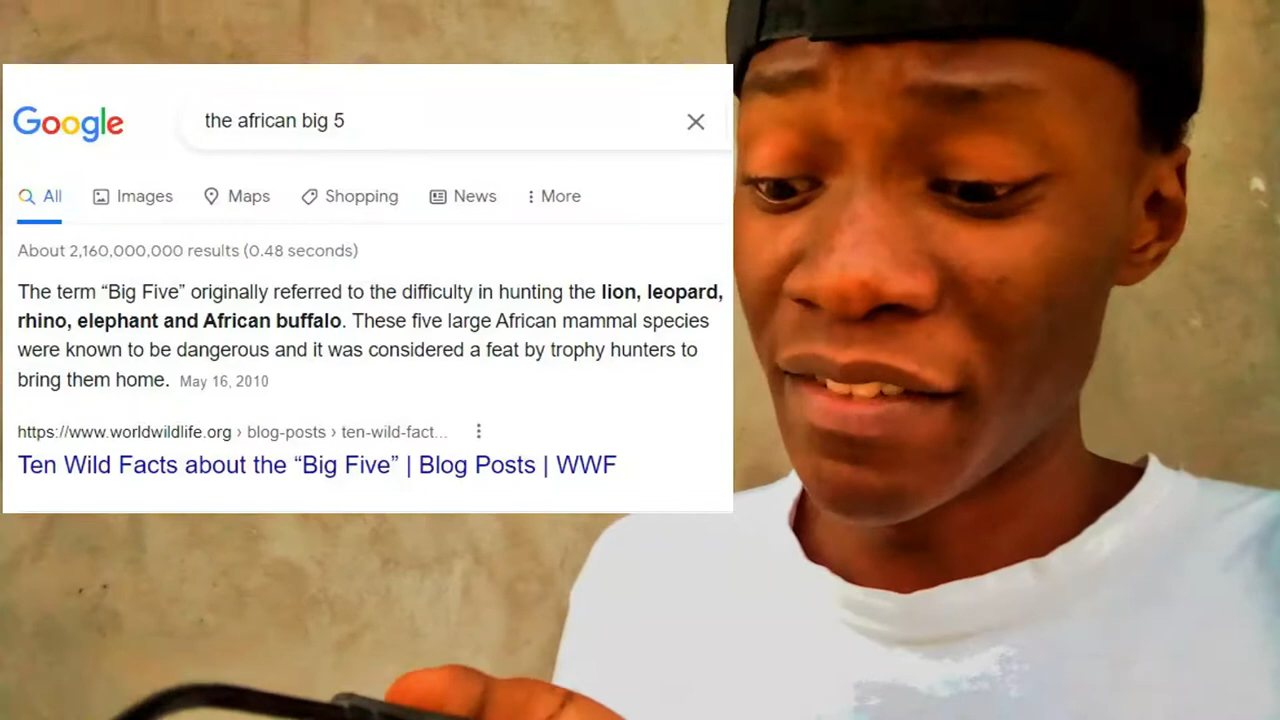 Google
the african big 5
All Images Maps Shopping News More
About 2,160,000,000 results (0.48 seconds)
The term “Big Five” originally referred to the difficulty in hunting the lion, leopard,
rhino, elephant and African buffalo. These five large African mammal species
were known to be dangerous and it was considered a feat by trophy hunters to
bring them home. May 16, 2010
https://www.worldwildlife.org › blog-posts › ten-wild-fact...
Ten Wild Facts about the “Big Five” | Blog Posts | WWF